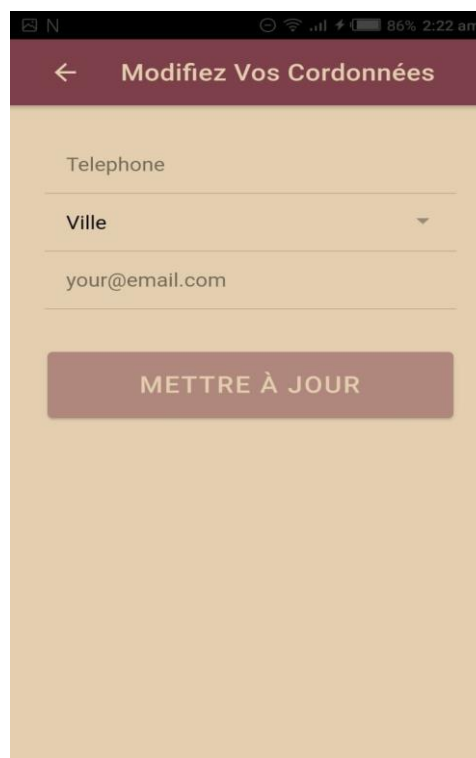 N 86% 2:22 am
Modifiez Vos Cordonnées
Telephone
Ville
your@email.com
METTRE À JOUR